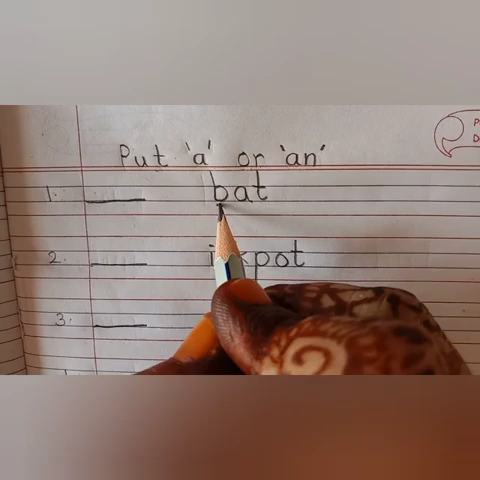 Put 'a' or 'an'
1. ____ bat
2. ____
3. ____